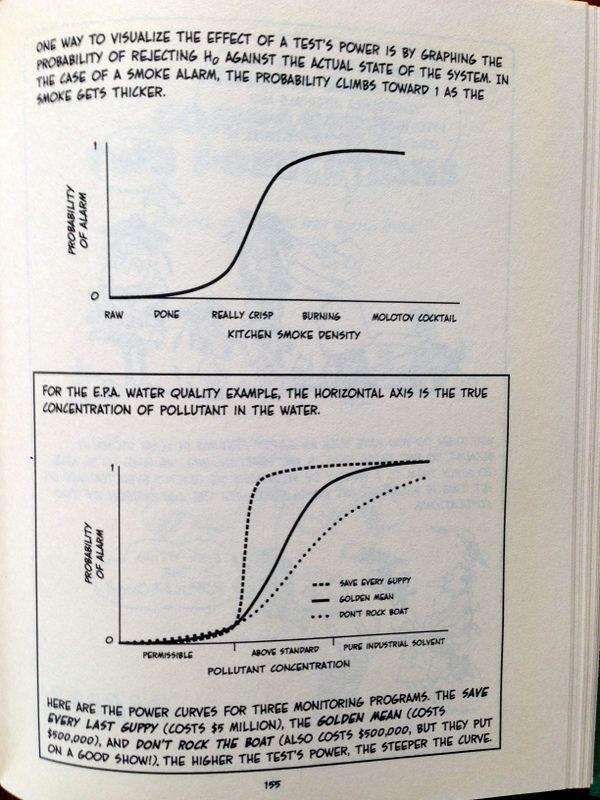 ONE WAY TO VISUALIZE THE EFFECT OF A TEST'S POWER IS BY GRAPHING THE
PROBABILITY OF REJECTING H₀ AGAINST THE ACTUAL STATE OF THE SYSTEM. IN
THE CASE OF A SMOKE ALARM, THE PROBABILITY CLIMBS TOWARD 1 AS THE
SMOKE GETS THICKER.
1
PROBABILITY
OF ALARM
0
RAW DONE REALLY CRISP BURNING MOLOTOV COCKTAIL
KITCHEN SMOKE DENSITY
FOR THE E.P.A. WATER QUALITY EXAMPLE, THE HORIZONTAL AXIS IS THE TRUE
CONCENTRATION OF POLLUTANT IN THE WATER.
1
PROBABILITY
OF ALARM
SAVE EVERY GUPPY
GOLDEN MEAN
DON'T ROCK BOAT
0
PERMISSIBLE ABOVE STANDARD PURE INDUSTRIAL SOLVENT
POLLUTANT CONCENTRATION
HERE ARE THE POWER CURVES FOR THREE MONITORING PROGRAMS. THE SAVE
EVERY LAST GUPPY (COSTS $5 MILLION), THE GOLDEN MEAN (COSTS
$500,000), AND DON'T ROCK THE BOAT (ALSO COSTS $500,000, BUT THEY PUT
ON A GOOD SHOW!). THE HIGHER THE TEST'S POWER, THE STEEPER THE CURVE.
155